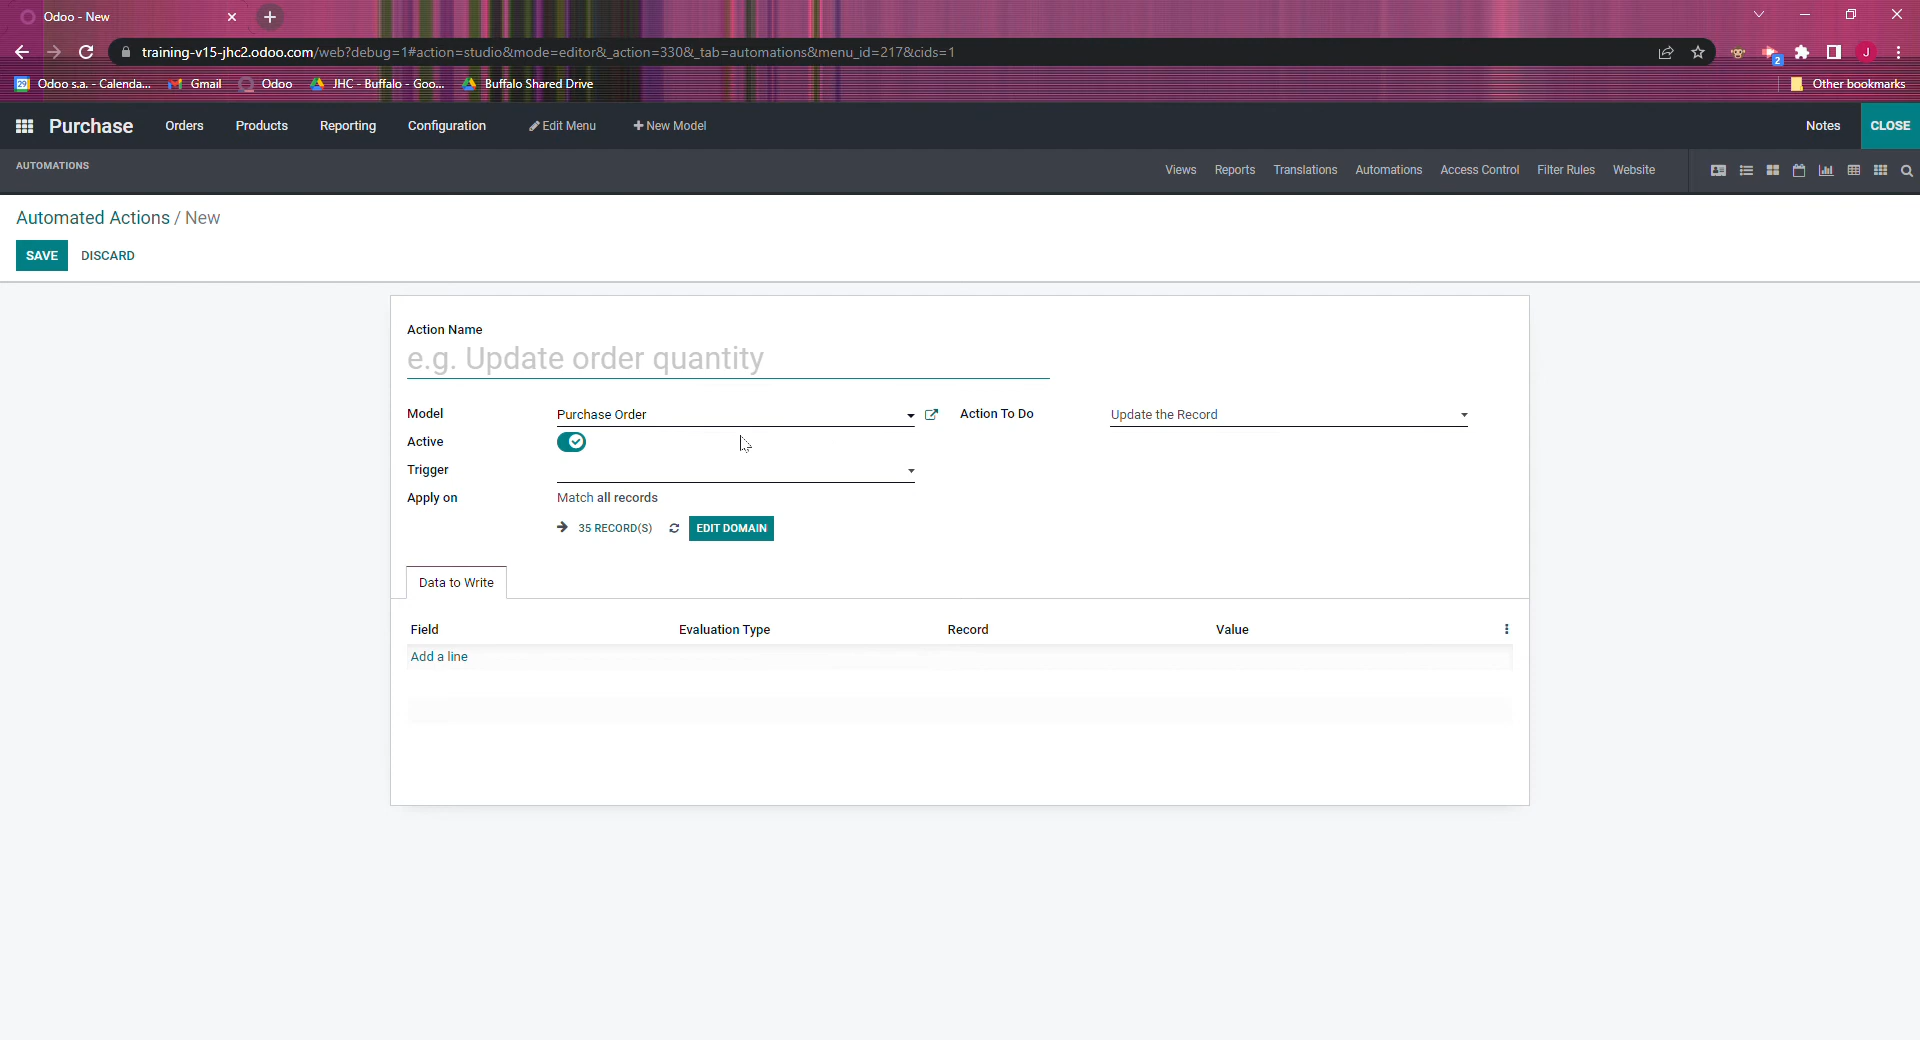 Odoo - New
training-v15-jhc2.odoo.com/web?debug=1#action=studio&mode=editor&_action=330&_tab=automations&menu_id=217&cids=1
J
2
29 Odoo s.a. - Calenda... Gmail Odoo JHC - Buffalo - Goo... Buffalo Shared Drive Other bookmarks
Purchase Orders Products Reporting Configuration Edit Menu + New Model Notes CLOSE
AUTOMATIONS Views Reports Translations Automations Access Control Filter Rules Website
Automated Actions / New
SAVE DISCARD
Action Name
e.g. Update order quantity
Model Purchase Order Action To Do Update the Record
Active
Trigger
Apply on Match all records
35 RECORD(S) EDIT DOMAIN
Data to Write
Field Evaluation Type Record Value
Add a line